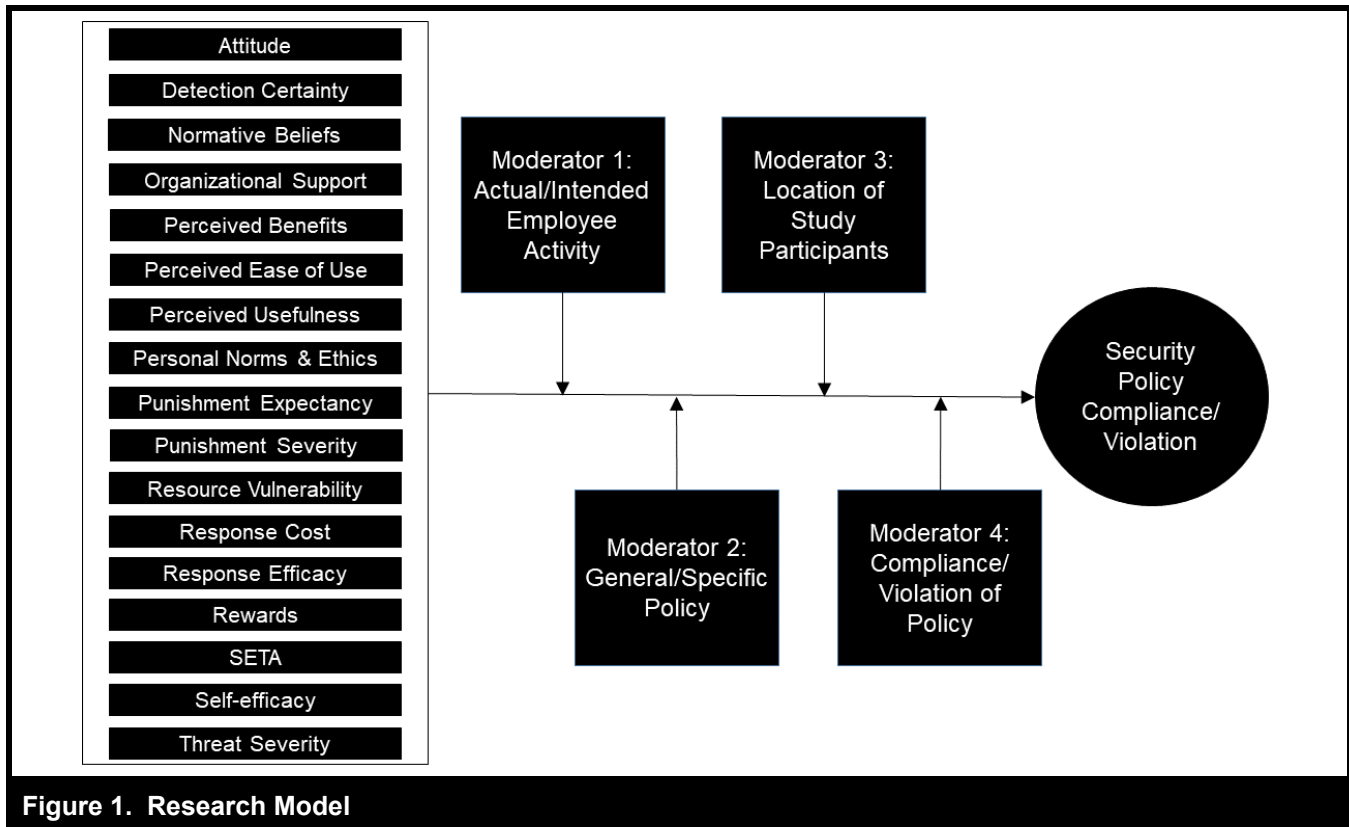 Attitude
Detection Certainty
Normative Beliefs
Organizational Support
Perceived Benefits
Perceived Ease of Use
Perceived Usefulness
Personal Norms & Ethics
Punishment Expectancy
Punishment Severity
Resource Vulnerability
Response Cost
Response Efficacy
Rewards
SETA
Self-efficacy
Threat Severity
Moderator 1:
Actual/Intended
Employee
Activity
Moderator 3:
Location of
Study
Participants
Moderator 2:
General/Specific
Policy
Moderator 4:
Compliance/
Violation of
Policy
Security
Policy
Compliance/
Violation
Figure 1. Research Model